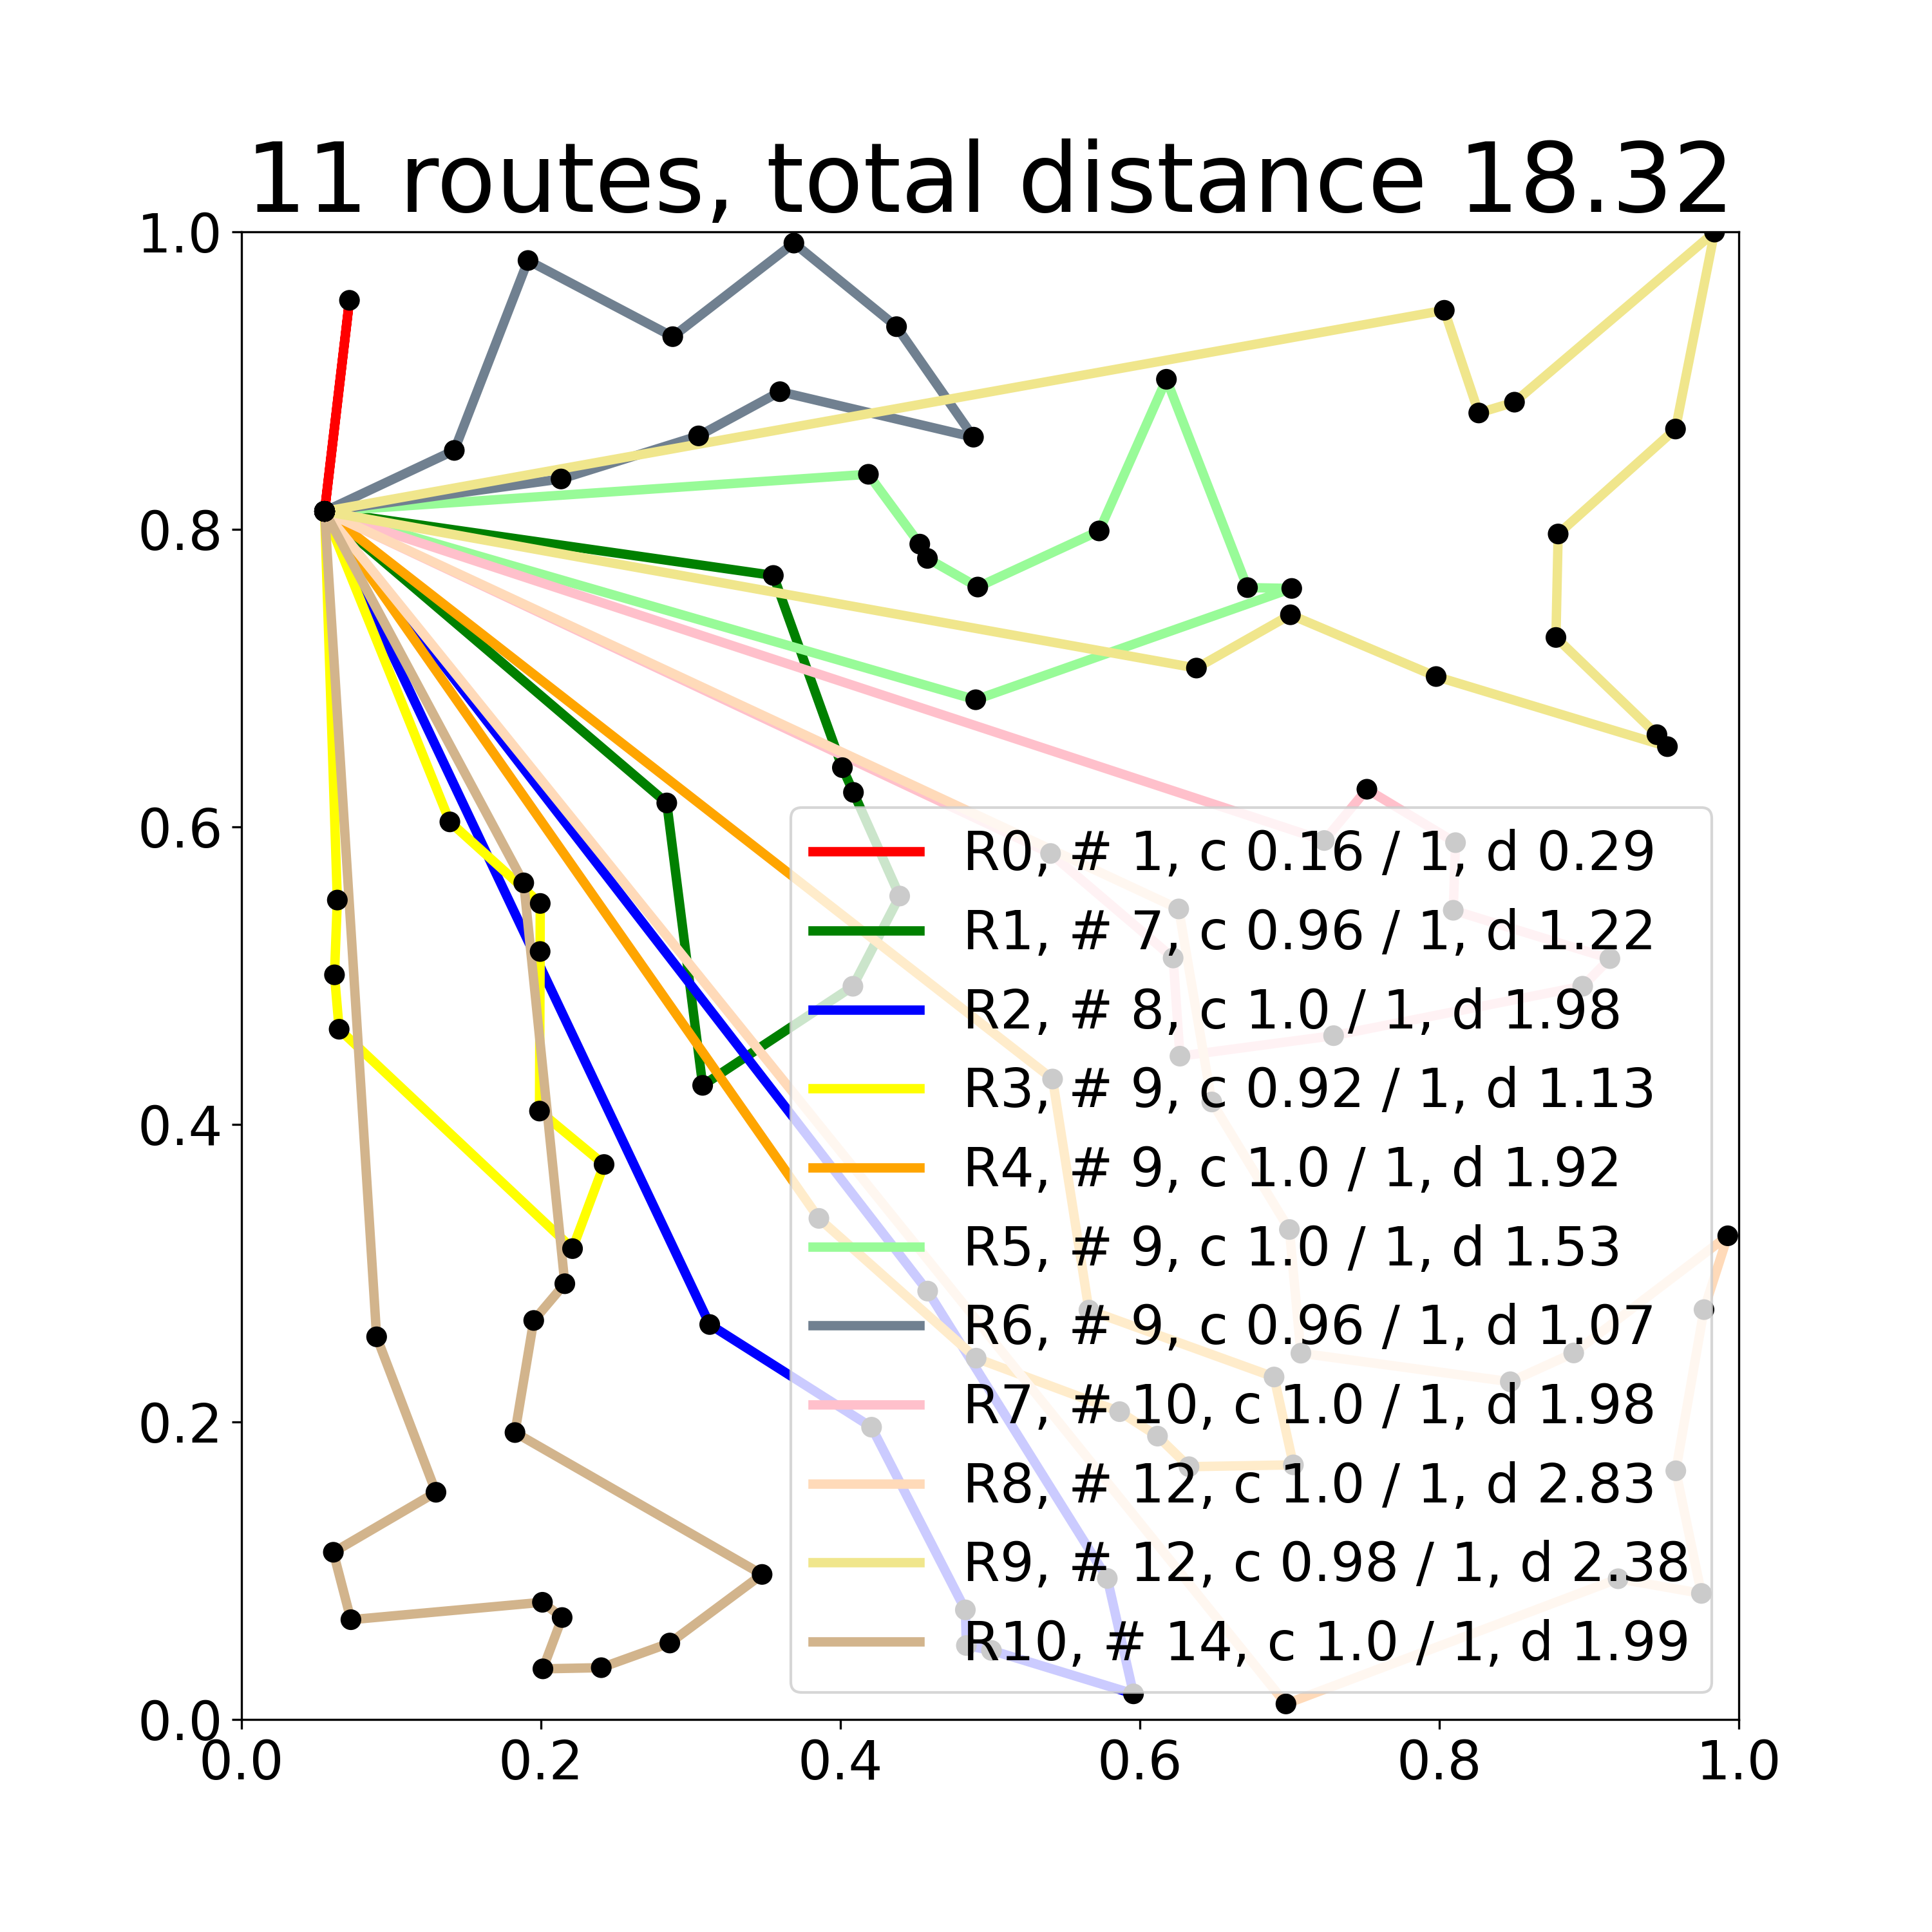 11 routes, total distance 18.32
1.0
0.8
0.6
0.4
0.2
0.0
0.0 0.2 0.4 0.6 0.8 1.0
R0, # 1, c 0.16 / 1, d 0.29
R1, # 7, c 0.96 / 1, d 1.22
R2, # 8, c 1.0 / 1, d 1.98
R3, # 9, c 0.92 / 1, d 1.13
R4, # 9, c 1.0 / 1, d 1.92
R5, # 9, c 1.0 / 1, d 1.53
R6, # 9, c 0.96 / 1, d 1.07
R7, # 10, c 1.0 / 1, d 1.98
R8, # 12, c 1.0 / 1, d 2.83
R9, # 12, c 0.98 / 1, d 2.38
R10, # 14, c 1.0 / 1, d 1.99